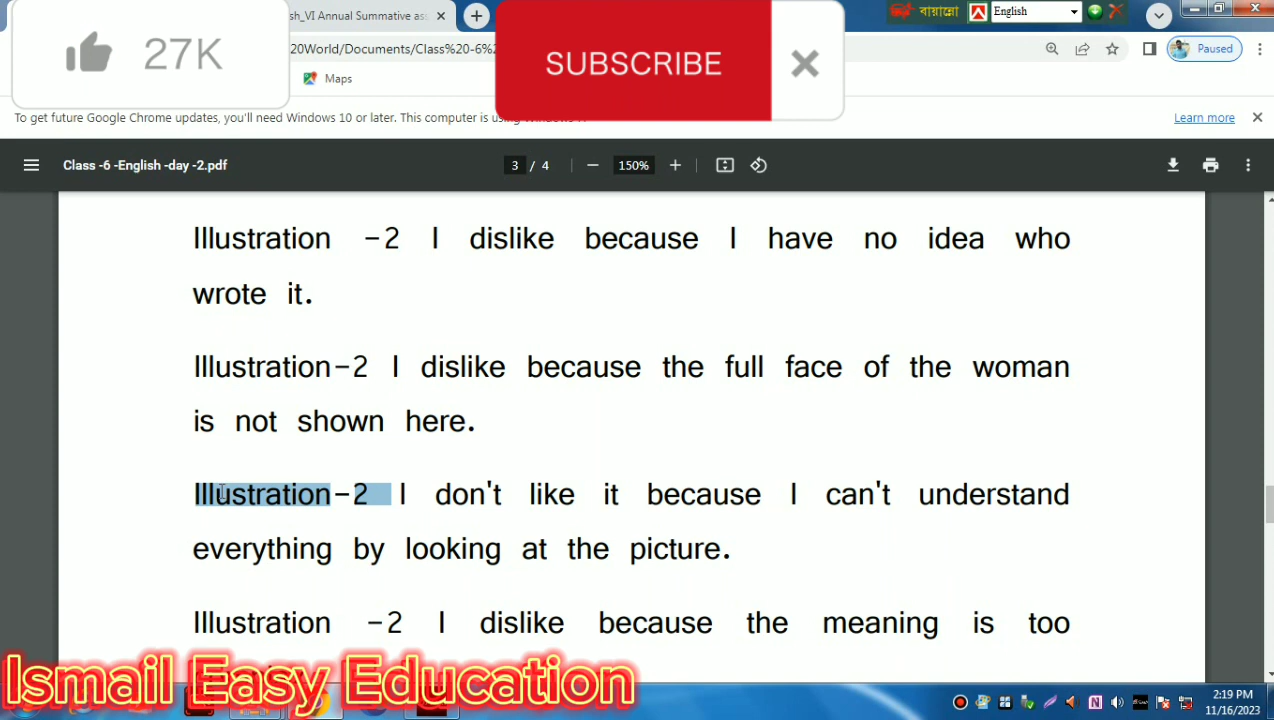 27K
SUBSCRIBE
sh_VI Annual Summative as
বায়ান্নো
English
20World/Documents/Class%20-6%2
Paused
Maps
To get future Google Chrome updates, you'll need Windows 10 or later. This computer is using
Learn more
Class -6 -English -day -2.pdf
3 / 4
150%
Illustration -2 I dislike because I have no idea who
wrote it.
Illustration-2 I dislike because the full face of the woman
is not shown here.
Illustration-2 I don't like it because I can't understand
everything by looking at the picture.
Illustration -2 I dislike because the meaning is too
Ismail Easy Education
2:19 PM
11/16/2023